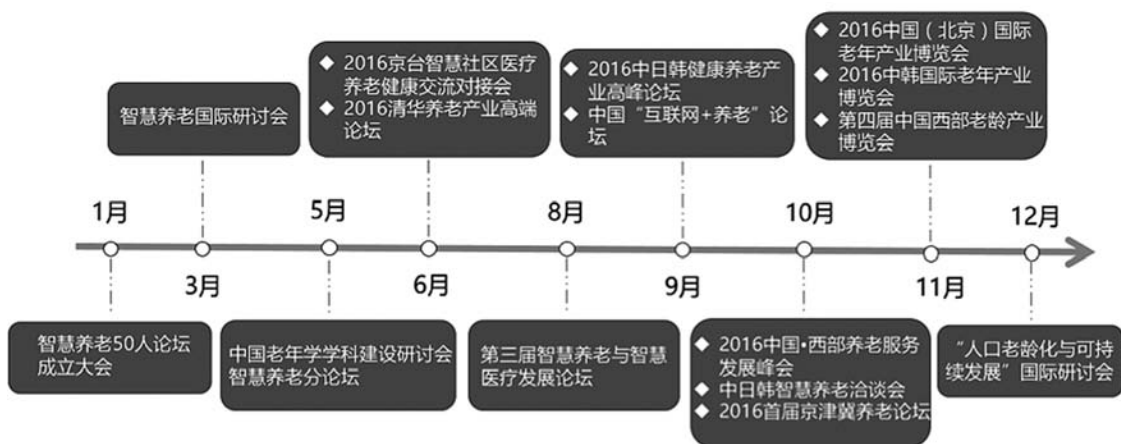 智慧养老国际研讨会
◆ 2016京台智慧社区医疗
养老健康交流对接会
◆ 2016清华养老产业高端
论坛
◆ 2016中日韩健康养老产
业高峰论坛
◆ 中国“互联网+养老”论
坛
◆ 2016中国（北京）国际
老年产业博览会
◆ 2016中韩国际老年产业
博览会
◆ 第四届中国西部老龄产业
博览会
1月
5月
8月
10月
12月
3月
6月
9月
11月
智慧养老50人论坛
成立大会
中国老年学学科建设研讨会
智慧养老分论坛
第三届智慧养老与智慧
医疗发展论坛
◆ 2016中国•西部养老服务
发展峰会
◆ 中日韩智慧养老洽谈会
◆ 2016首届京津冀养老论坛
“人口老龄化与可持
续发展”国际研讨会